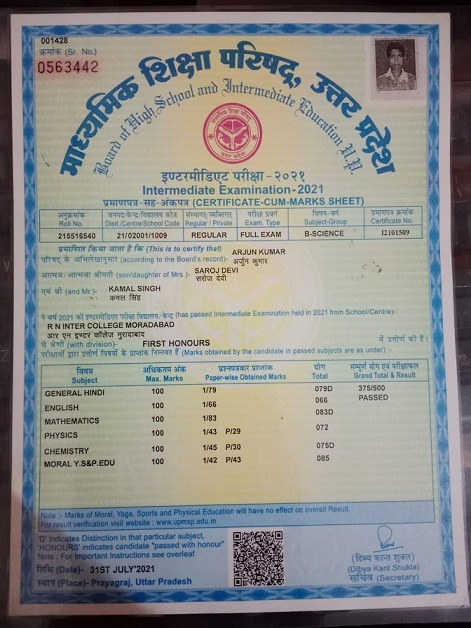 001428
क्रमांक (Sr. No.)
0563442
माध्यमिक शिक्षा परिषद, उत्तर प्रदेश
Board of High School and Intermediate Education U.P.
इण्टरमीडिएट परीक्षा-२०२१
Intermediate Examination-2021
प्रमाणपत्र-सह-अंकपत्र (CERTIFICATE-CUM-MARKS SHEET)
अनुक्रमांक जनपद/केन्द्र/विद्यालय कोड संस्थागत/व्यक्तिगत परीक्षा प्रवर्ग विषय-वर्ग प्रमाणपत्र क्रमांक
Roll No. Distt./Centre/School Code Regular / Private Exam. Type Subject-Group Certificate No.
215516540 21/02001/1009 REGULAR FULL EXAM B-SCIENCE I2101509
प्रमाणित किया जाता है कि (This is to certify that)
परिषद् के अभिलेखानुसार (according to the Board's record)- ARJUN KUMAR
अर्जुन कुमार
आत्मज/आत्मजा श्रीमती (son/daughter of Mrs.)- SAROJ DEVI
सरोज देवी
एवं श्री (and Mr.)- KAMAL SINGH
कमल सिंह
ने वर्ष 2021 की इण्टरमीडिएट परीक्षा विद्यालय/केन्द्र (has passed Intermediate Examination held in 2021 from School/Centre)-
R N INTER COLLEGE MORADABAD
आर एन इण्टर कॉलेज मुरादाबाद
में श्रेणी (with division)- FIRST HONOURS में उत्तीर्ण की है।
परीक्षार्थी द्वारा उत्तीर्ण विषयों के प्राप्तांक निम्नवत हैं (Marks obtained by the candidate in passed subjects are as under) :-
विषय अधिकतम अंक प्रश्नपत्रवार प्राप्तांक योग सम्पूर्ण योग एवं परीक्षाफल
Subject Max. Marks Paper-wise Obtained Marks Total Grand Total & Result
GENERAL HINDI 100 1/79 079D 375/500
ENGLISH 100 1/66 066 PASSED
MATHEMATICS 100 1/83 083D
PHYSICS 100 1/43 P/29 072
CHEMISTRY 100 1/45 P/30 075D
MORAL Y.S&P.EDU 100 1/42 P/43 085
Note :- Marks of Moral, Yoga, Sports and Physical Education will have no effect on overall Result.
For result verification visit website : www.upmsp.edu.in
'D' indicates Distinction in that particular subject,
'HONOURS' indicates candidate "passed with honour"
Note : For Important Instructions see overleaf
तिथि (Date)- 31ST JULY'2021
स्थान (Place)- Prayagraj, Uttar Pradesh
(दिव्य कान्त शुक्ल)
(Dibya Kant Shukla)
सचिव (Secretary)